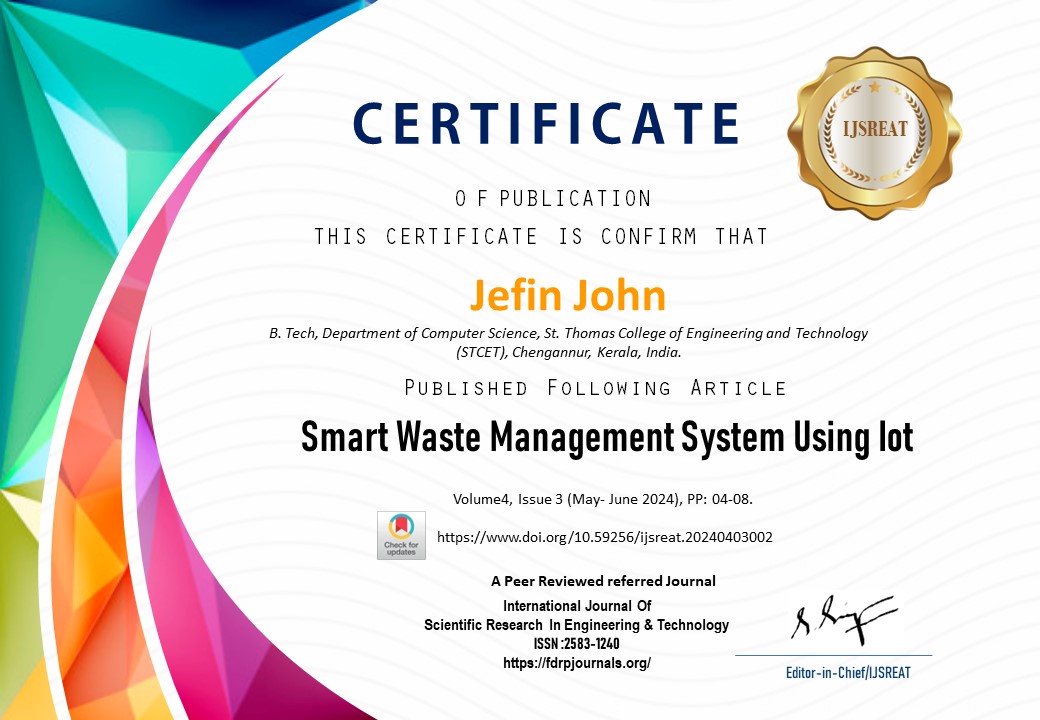 CERTIFICATE
IJSREAT
O F PUBLICATION
THIS CERTIFICATE IS CONFIRM THAT
Jefin John
B. Tech, Department of Computer Science, St. Thomas College of Engineering and Technology
(STCET), Chengannur, Kerala, India.
Published Following Article
Smart Waste Management System Using Iot
Volume4, Issue 3 (May- June 2024), PP: 04-08.
Check for
updates
https://www.doi.org/10.59256/ijsreat.20240403002
A Peer Reviewed referred Journal
International Journal Of
Scientific Research In Engineering & Technology
ISSN :2583-1240
https://fdrpjournals.org/
Editor-in-Chief/IJSREAT